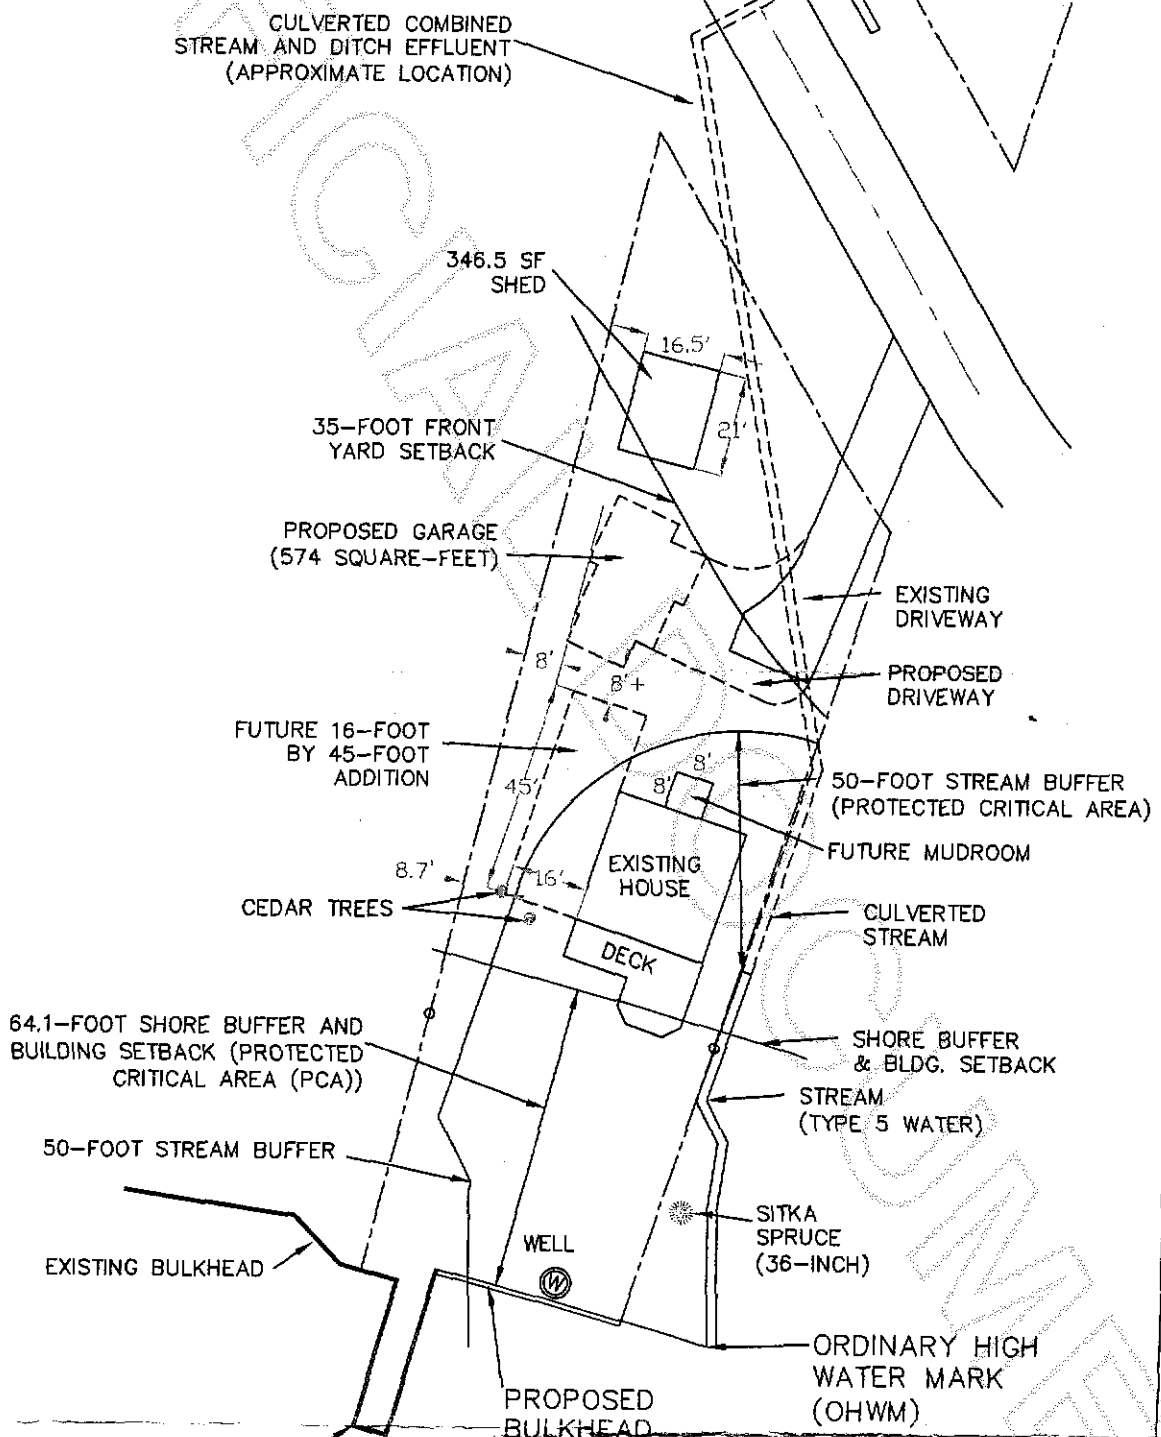 CULVERTED COMBINED
STREAM AND DITCH EFFLUENT
(APPROXIMATE LOCATION)
346.5 SF
SHED
16.5'
21'
35-FOOT FRONT
YARD SETBACK
PROPOSED GARAGE
(574 SQUARE-FEET)
EXISTING
DRIVEWAY
8'
8'+
PROPOSED
DRIVEWAY
FUTURE 16-FOOT
BY 45-FOOT
ADDITION
45'
8'
8'
50-FOOT STREAM BUFFER
(PROTECTED CRITICAL AREA)
FUTURE MUDROOM
8.7'
16'
EXISTING
HOUSE
CEDAR TREES
CULVERTED
STREAM
DECK
64.1-FOOT SHORE BUFFER AND
BUILDING SETBACK (PROTECTED
CRITICAL AREA (PCA))
SHORE BUFFER
& BLDG. SETBACK
STREAM
(TYPE 5 WATER)
50-FOOT STREAM BUFFER
SITKA
SPRUCE
(36-INCH)
EXISTING BULKHEAD
WELL
W
ORDINARY HIGH
WATER MARK
(OHWM)
PROPOSED
BULKHEAD